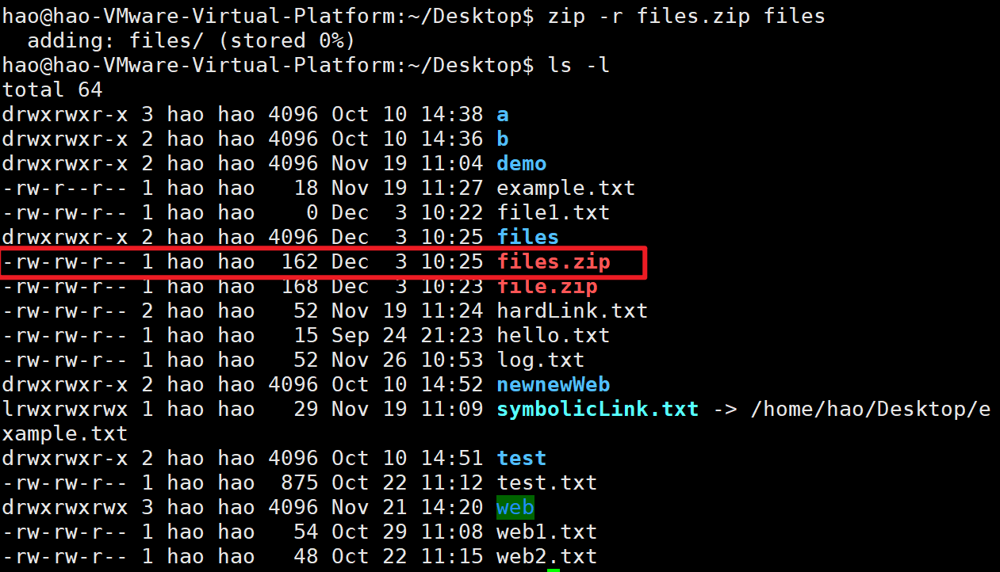 hao@hao-VMware-Virtual-Platform:~/Desktop$ zip -r files.zip files
  adding: files/ (stored 0%)
hao@hao-VMware-Virtual-Platform:~/Desktop$ ls -l
total 64
drwxrwxr-x 3 hao hao 4096 Oct 10 14:38 a
drwxrwxr-x 2 hao hao 4096 Oct 10 14:36 b
drwxrwxr-x 2 hao hao 4096 Nov 19 11:04 demo
-rw-r--r-- 1 hao hao   18 Nov 19 11:27 example.txt
-rw-rw-r-- 1 hao hao    0 Dec  3 10:22 file1.txt
drwxrwxr-x 2 hao hao 4096 Dec  3 10:25 files
-rw-rw-r-- 1 hao hao  162 Dec  3 10:25 files.zip
-rw-rw-r-- 1 hao hao  168 Dec  3 10:23 file.zip
-rw-rw-r-- 2 hao hao   52 Nov 19 11:24 hardLink.txt
-rw-rw-r-- 1 hao hao   15 Sep 24 21:23 hello.txt
-rw-rw-r-- 1 hao hao   52 Nov 26 10:53 log.txt
drwxrwxr-x 2 hao hao 4096 Oct 10 14:52 newnewWeb
lrwxrwxrwx 1 hao hao   29 Nov 19 11:09 symbolicLink.txt -> /home/hao/Desktop/e
xample.txt
drwxrwxr-x 2 hao hao 4096 Oct 10 14:51 test
-rw-rw-r-- 1 hao hao  875 Oct 22 11:12 test.txt
drwxrwxrwx 3 hao hao 4096 Nov 21 14:20 web
-rw-rw-r-- 1 hao hao   54 Oct 29 11:08 web1.txt
-rw-rw-r-- 1 hao hao   48 Oct 22 11:15 web2.txt